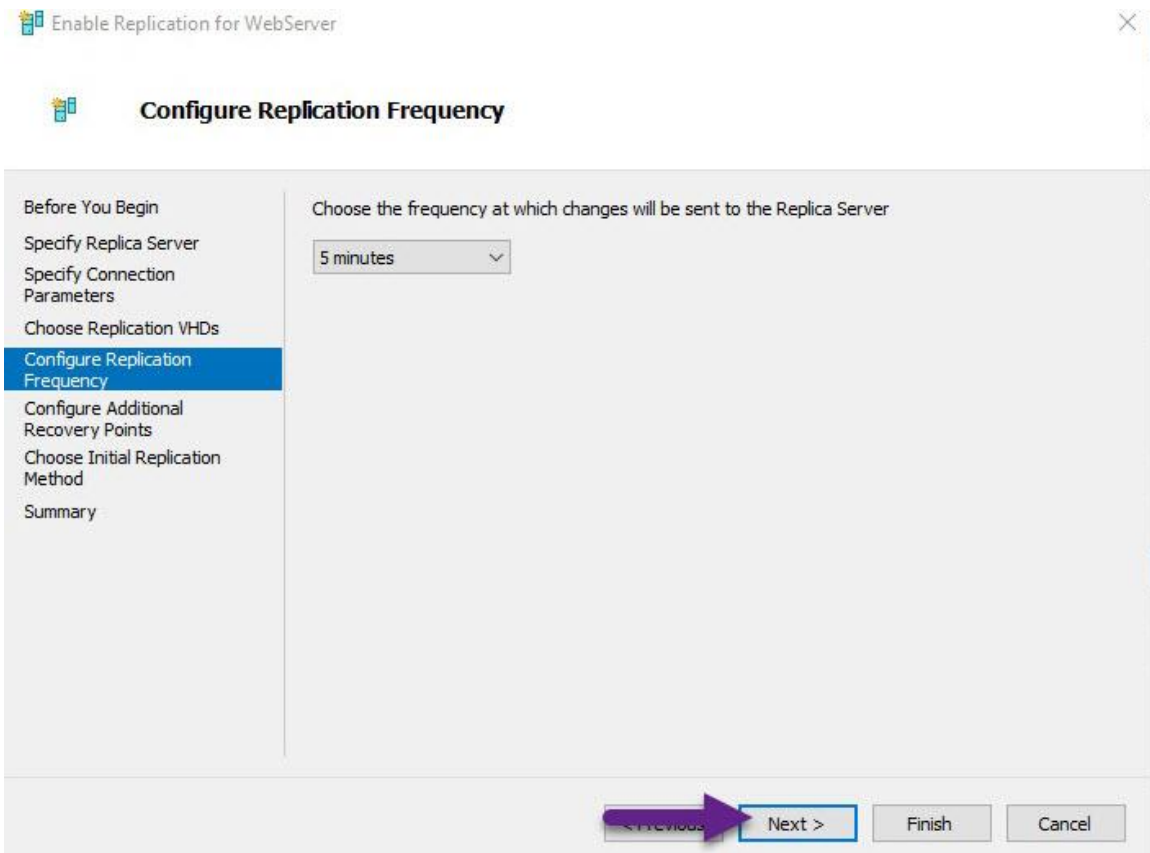 Enable Replication for WebServer
Configure Replication Frequency
Before You Begin
Specify Replica Server
Specify Connection
Parameters
Choose Replication VHDs
Configure Replication
Frequency
Configure Additional
Recovery Points
Choose Initial Replication
Method
Summary
Choose the frequency at which changes will be sent to the Replica Server
5 minutes
< Previous
Next >
Finish
Cancel